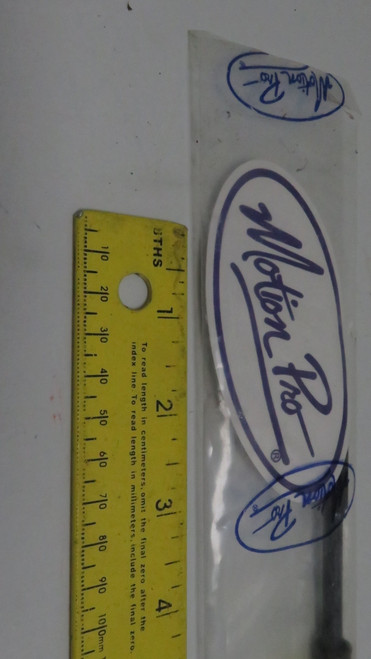 Motion
Pro
Motion Pro®
Motion
Pro
8THS
1 2 3 4
To read length in centimeters, omit the final zero after the
index line. To read length in millimeters, include the final zero.
10 20 30 40 50 60 70 80 90 100mm